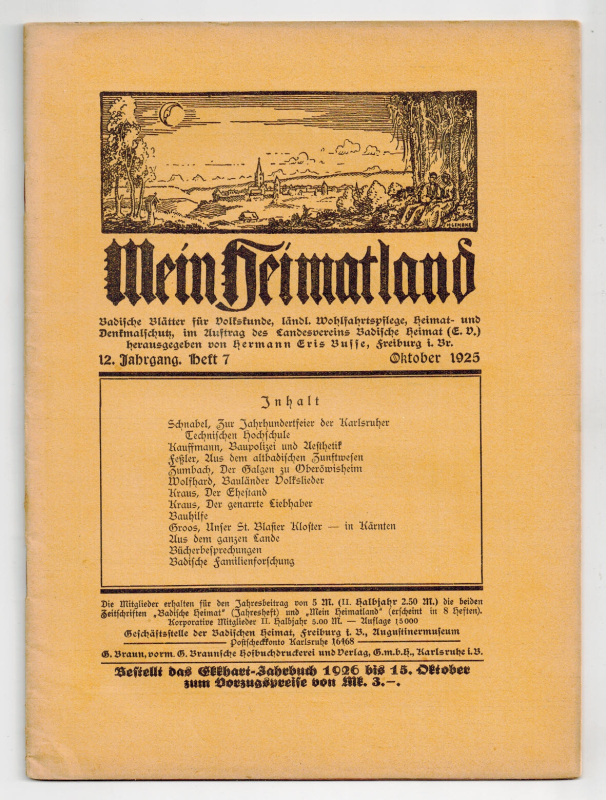 H. LEMBKE
Mein Heimatland
Badische Blätter für Volkskunde, ländl. Wohlfahrtspflege, Heimat- und
Denkmalschutz, im Auftrag des Landesvereins Badische Heimat (E. V.)
herausgegeben von Hermann Eris Busse, Freiburg i. Br.
12. Jahrgang. Heft 7 Oktober 1925
Inhalt
Schnabel, Zur Jahrhundertfeier der Karlsruher
Technischen Hochschule
Kauffmann, Baupolizei und Aesthetik
Feßler, Aus dem altbadischen Zunftwesen
Zumbach, Der Galgen zu Oberöwisheim
Wolfhard, Bauländer Volkslieder
Kraus, Der Ehestand
Kraus, Der genarrte Liebhaber
Bauhilfe
Groos, Unser St. Blasier Kloster — in Kärnten
Aus dem ganzen Lande
Bücherbesprechungen
Badische Familienforschung
Die Mitglieder erhalten für den Jahresbeitrag von 5 M. (II. Halbjahr 2.50 M.) die beiden
Zeitschriften „Badische Heimat" (Jahresheft) und „Mein Heimatland" (erscheint in 8 Heften).
Korporative Mitglieder II. Halbjahr 5.00 M. — Auflage 15000
Geschäftsstelle der Badischen Heimat, Freiburg i. B., Augustinermuseum
Postscheckkonto Karlsruhe 16468
G. Braun, vorm. G. Braunsche Hofbuchdruckerei und Verlag, G.m.b.H., Karlsruhe i.B.
Bestellt das Ekkhart-Jahrbuch 1926 bis 15. Oktober
zum Vorzugspreise von Mk. 3.-.